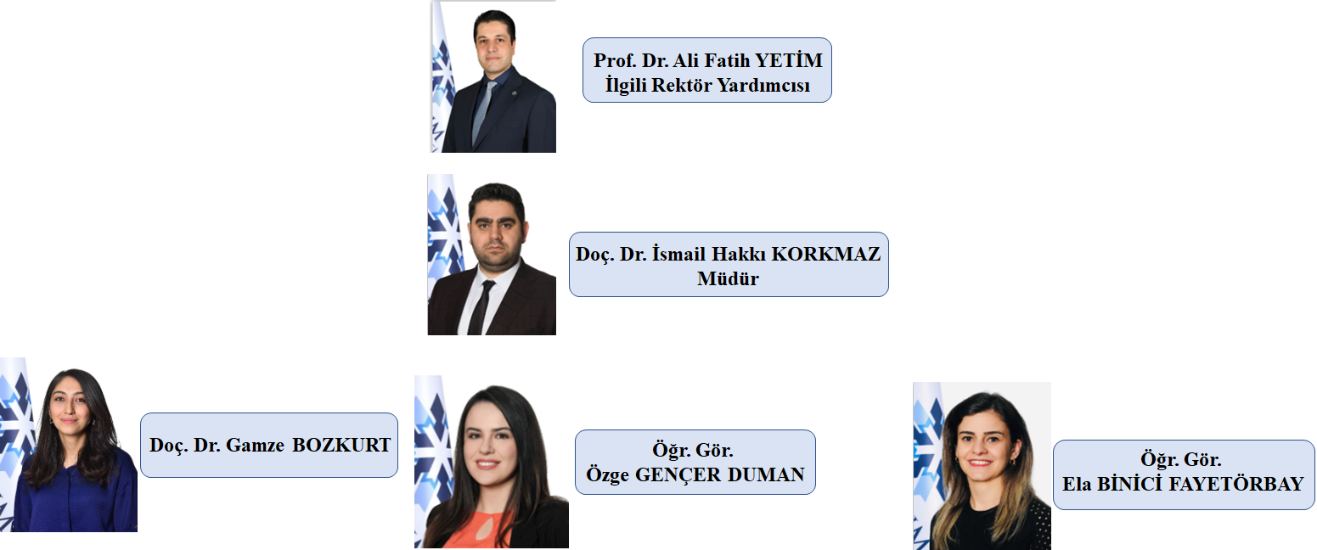 Prof. Dr. Ali Fatih YETİM
İlgili Rektör Yardımcısı
Doç. Dr. İsmail Hakkı KORKMAZ
Müdür
Doç. Dr. Gamze BOZKURT
Öğr. Gör.
Özge GENÇER DUMAN
Öğr. Gör.
Ela BİNİCİ FAYETÖRBAY